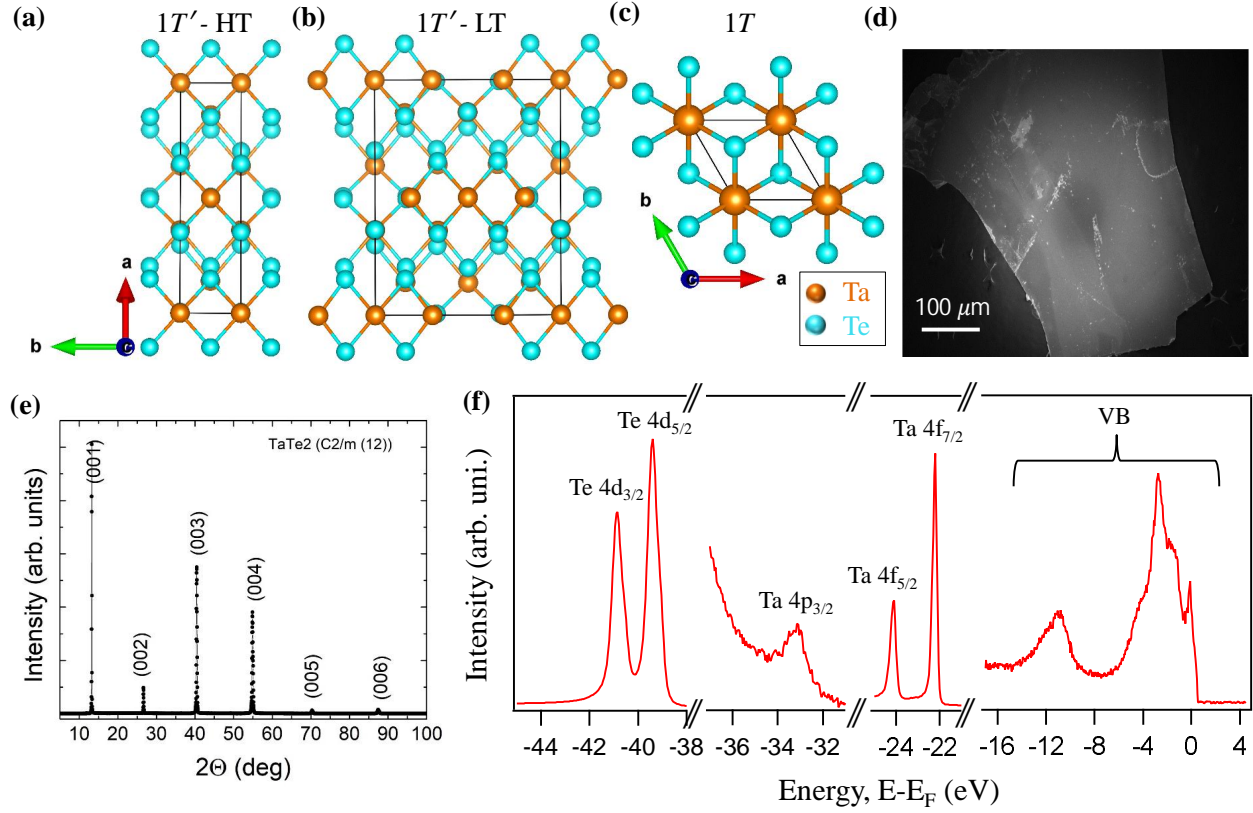 (a) 1T′- HT
(b) 1T′- LT
(c) 1T
(d)
a
b
c
b
c
a
Ta
Te
100 μm
(e)
TaTe2 (C2/m (12))
(001)
(002)
(003)
(004)
(005)
(006)
Intensity (arb. units)
10 20 30 40 50 60 70 80 90 100
2Θ (deg)
(f)
Te 4d5/2
Te 4d3/2
Ta 4p3/2
Ta 4f7/2
Ta 4f5/2
VB
Intensity (arb. uni.)
-44 -42 -40 -38 -36 -34 -32 -24 -22 -16 -12 -8 -4 0 4
Energy, E-EF (eV)